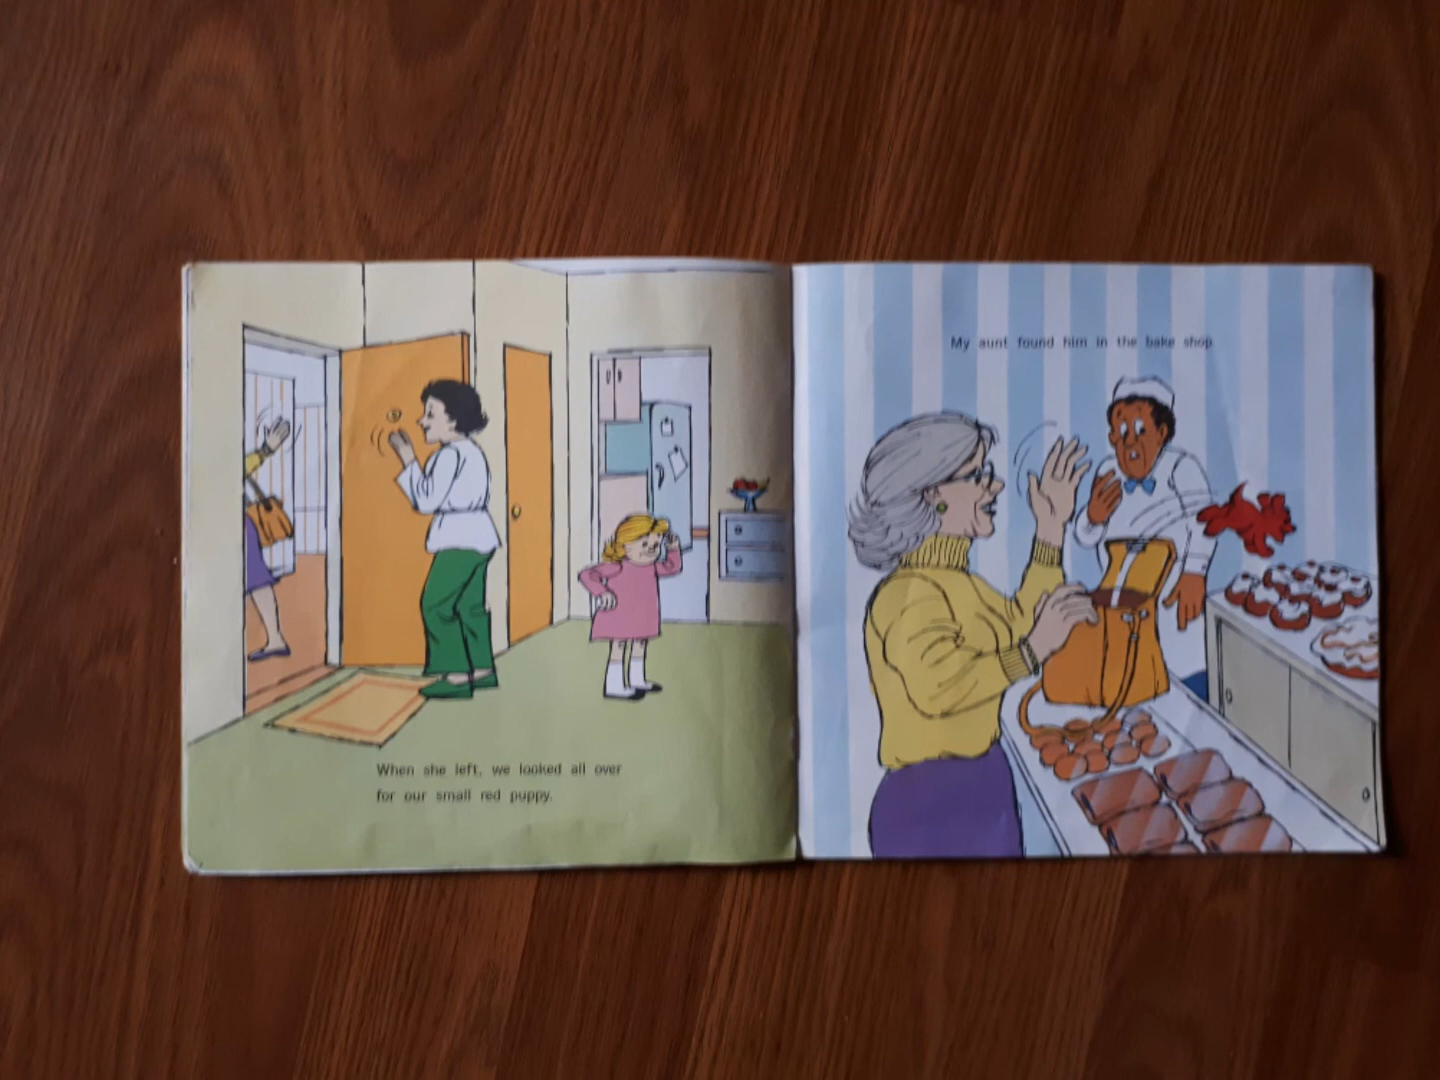 When she left, we looked all over
for our small red puppy.
My aunt found him in the bake shop.